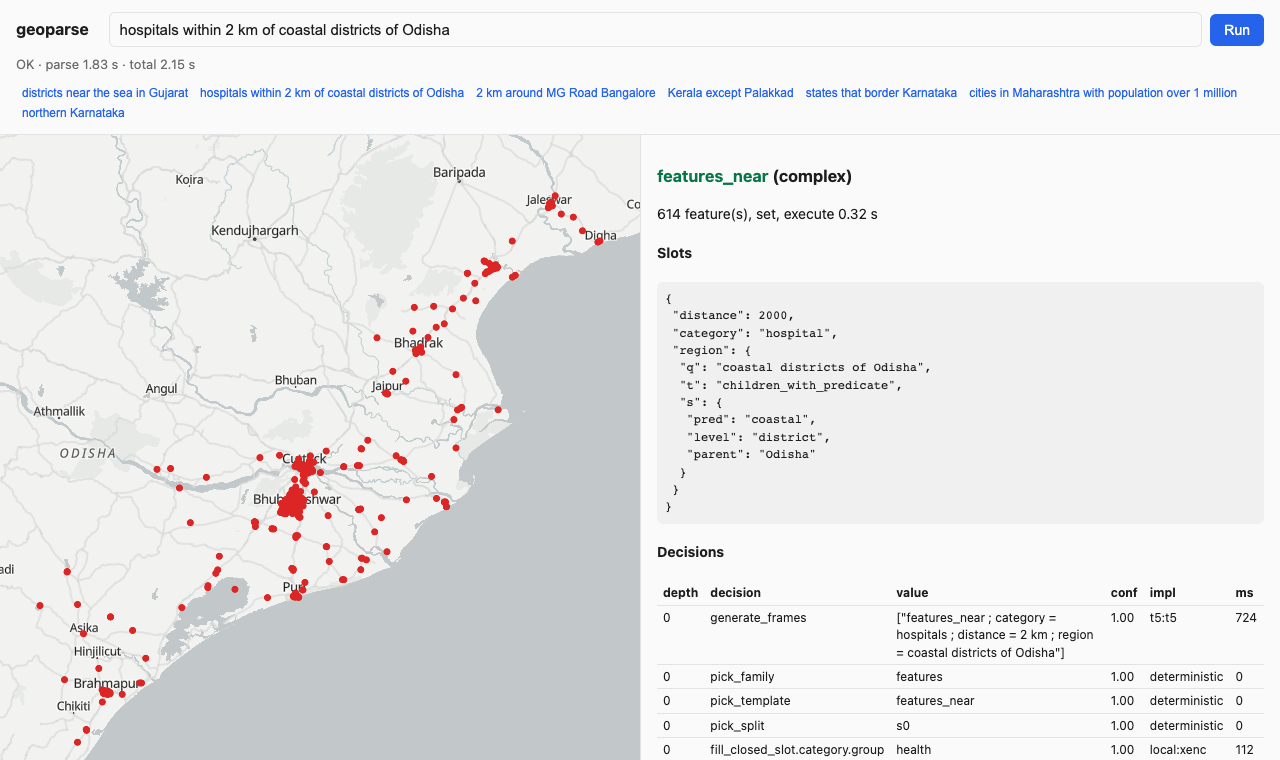 geoparse
hospitals within 2 km of coastal districts of Odisha
Run
OK · parse 1.83 s · total 2.15 s
districts near the sea in Gujarat
hospitals within 2 km of coastal districts of Odisha
2 km around MG Road Bangalore
Kerala except Palakkad
states that border Karnataka
cities in Maharashtra with population over 1 million
northern Karnataka
Koira
Baripada
Jaleswar
Co
Kendujhargarh
Digha
Bhadrak
Angul
Bhuban
Jajpur
Athmallik
ODISHA
Cuttack
Puri
Asika
Hinjilicut
Brahmapur
Chikiti
features_near (complex)
614 feature(s), set, execute 0.32 s
Slots
{
"distance": 2000,
"category": "hospital",
"region": {
"q": "coastal districts of Odisha",
"t": "children_with_predicate",
"s": {
"pred": "coastal",
"level": "district",
"parent": "Odisha"
}
}
}
Decisions
depth decision value conf impl ms
0 generate_frames ["features_near ; category = hospitals ; distance = 2 km ; region = coastal districts of Odisha"] 1.00 t5:t5 724
0 pick_family features 1.00 deterministic 0
0 pick_template features_near 1.00 deterministic 0
0 pick_split s0 1.00 deterministic 0
0 fill_closed_slot.category.group health 1.00 local:xenc 112